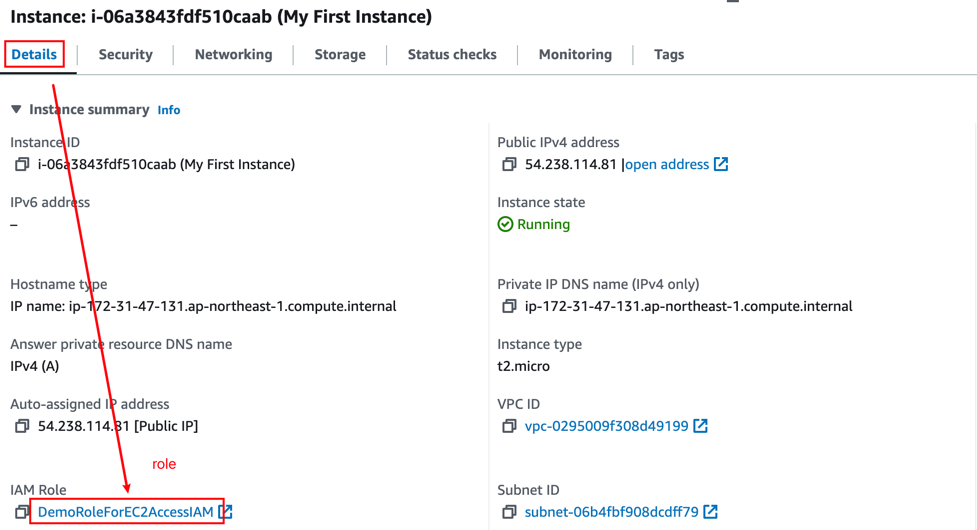 Instance: i-06a3843fdf510caab (My First Instance)
Details Security Networking Storage Status checks Monitoring Tags
Instance summary Info
Instance ID
i-06a3843fdf510caab (My First Instance)
Public IPv4 address
54.238.114.81 |open address
IPv6 address
–
Instance state
Running
Hostname type
IP name: ip-172-31-47-131.ap-northeast-1.compute.internal
Private IP DNS name (IPv4 only)
ip-172-31-47-131.ap-northeast-1.compute.internal
Answer private resource DNS name
IPv4 (A)
Instance type
t2.micro
Auto-assigned IP address
54.238.114.81 [Public IP]
VPC ID
vpc-0295009f308d49199
role
IAM Role
DemoRoleForEC2AccessIAM
Subnet ID
subnet-06b4fbf908dcdff79